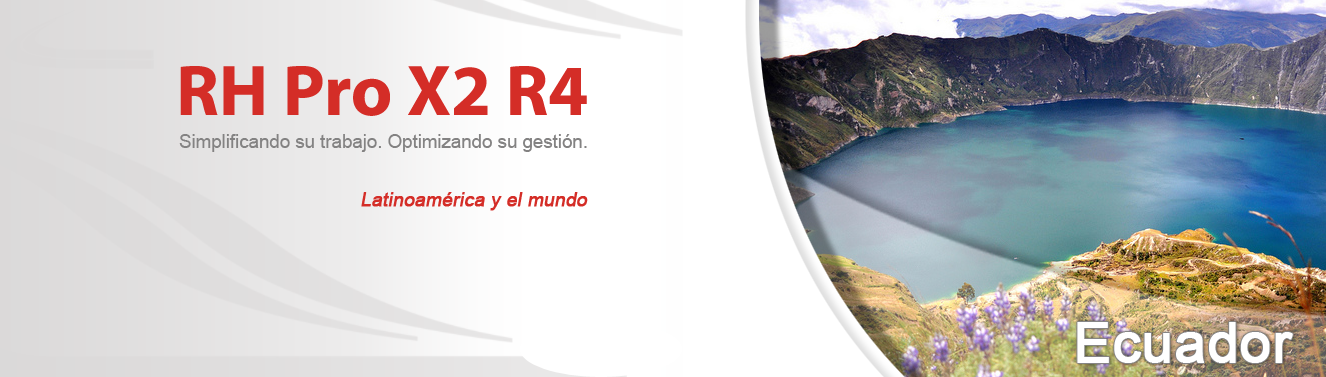 RH Pro X2 R4
Simplificando su trabajo. Optimizando su gestión.
Latinoamérica y el mundo
Ecuador